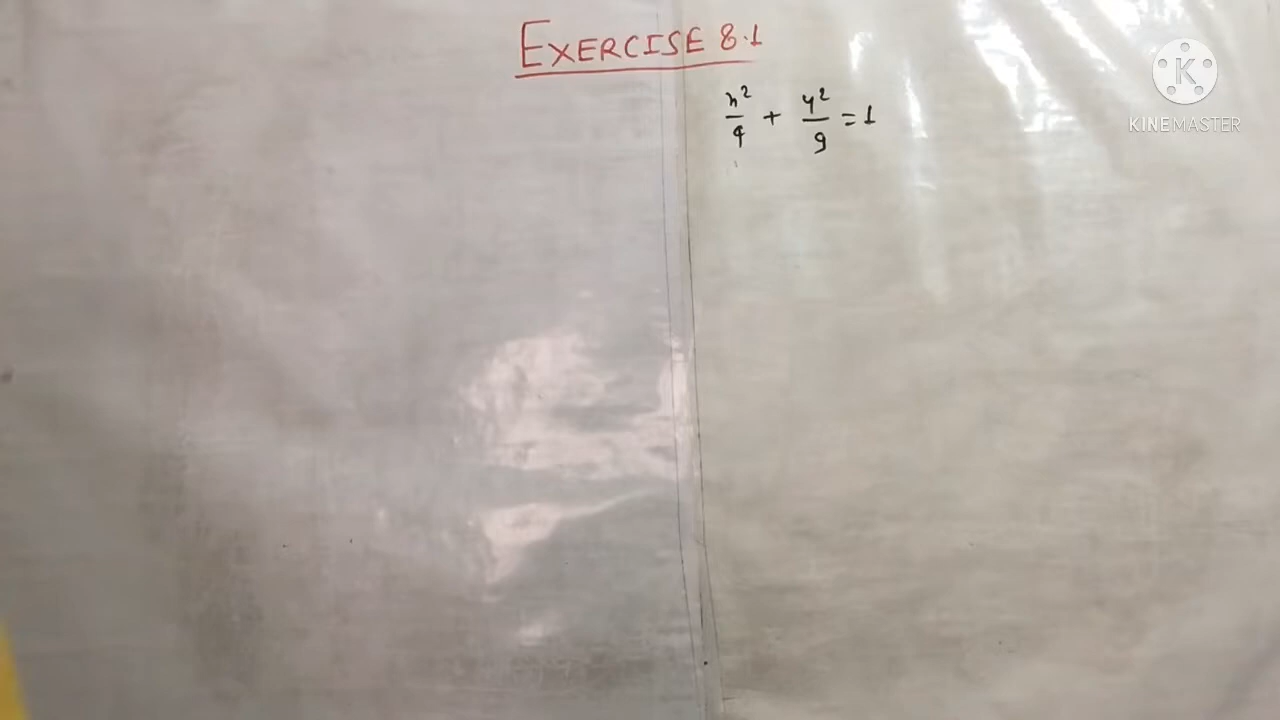 EXERCISE 8.1
x²/4 + y²/9 = 1
K
KINEMASTER